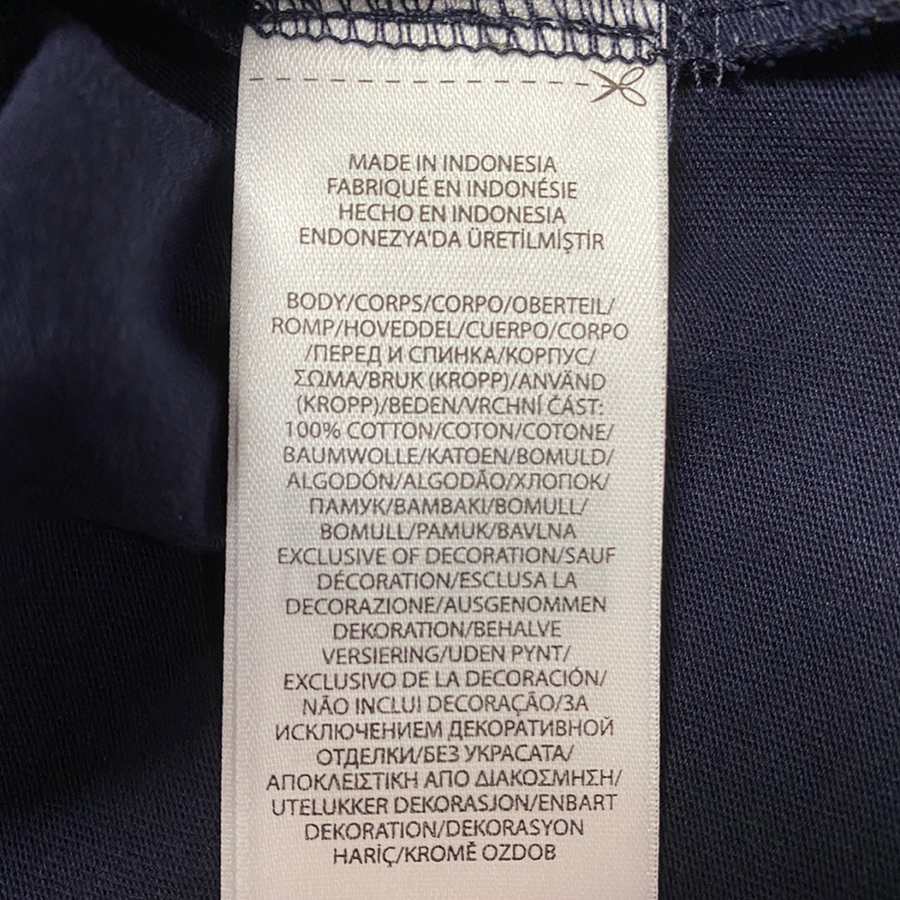 MADE IN INDONESIA
FABRIQUÉ EN INDONÉSIE
HECHO EN INDONESIA
ENDONEZYA'DA ÜRETİLMİŞTİR
BODY/CORPS/CORPO/OBERTEIL/
ROMP/HOVEDDEL/CUERPO/CORPO
/ПЕРЕД И СПИНКА/КОРПУС/
ΣΩΜΑ/BRUK (KROPP)/ANVÄND
(KROPP)/BEDEN/VRCHNÍ ČÁST:
100% COTTON/COTON/COTONE/
BAUMWOLLE/KATOEN/BOMULD/
ALGODÓN/ALGODÃO/ХЛОПОК/
ПАМУК/ΒΑΜΒΑΚΙ/BOMULL/
BOMULL/PAMUK/BAVLNA
EXCLUSIVE OF DECORATION/SAUF
DÉCORATION/ESCLUSA LA
DECORAZIONE/AUSGENOMMEN
DEKORATION/BEHALVE
VERSIERING/UDEN PYNT/
EXCLUSIVO DE LA DECORACIÓN/
NÃO INCLUI DECORAÇÃO/ЗА
ИСКЛЮЧЕНИЕМ ДЕКОРАТИВНОЙ
ОТДЕЛКИ/БЕЗ УКРАСАТА/
ΑΠΟΚΛΕΙΣΤΙΚΗ ΑΠΟ ΔΙΑΚΟΣΜΗΣΗ/
UTELUKKER DEKORASJON/ENBART
DEKORATION/DEKORASYON
HARİÇ/KROMĚ OZDOB